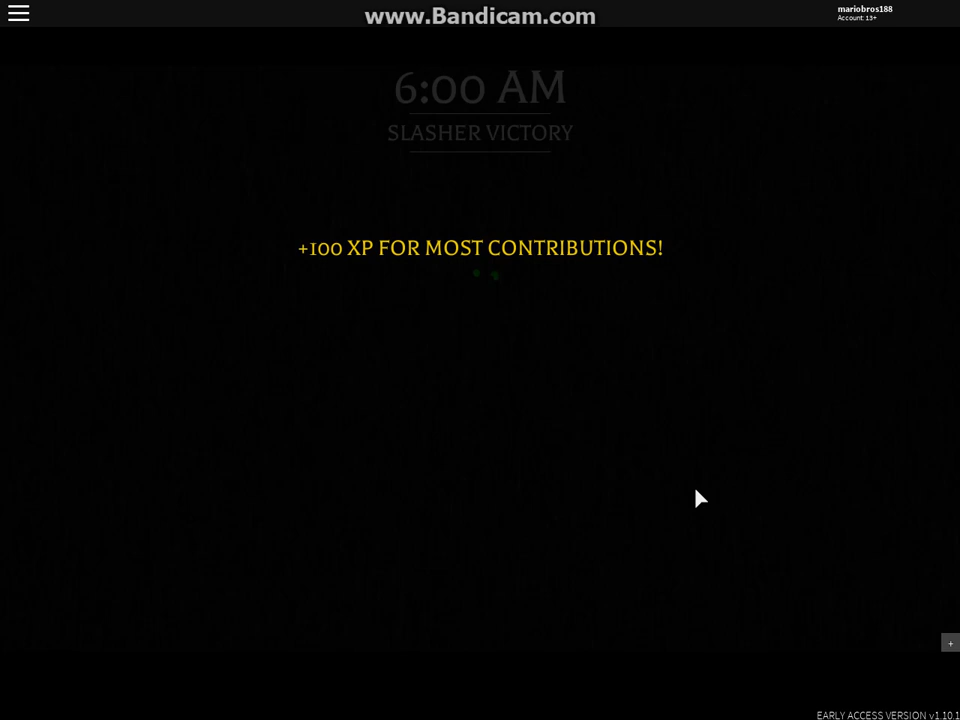 www.Bandicam.com
mariobros188
Account: 13+
6:00 AM
SLASHER VICTORY
+100 XP FOR MOST CONTRIBUTIONS!
+
EARLY ACCESS VERSION v1.10.1